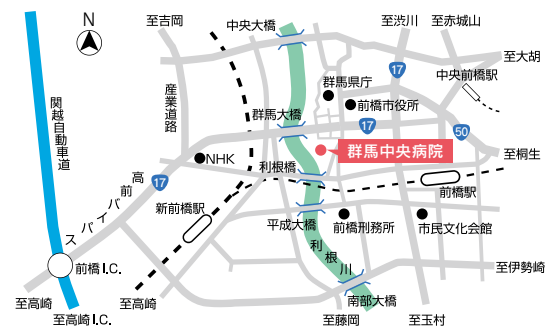 N
至吉岡
中央大橋
至渋川
至赤城山
至大胡
17
中央前橋駅
群馬県庁
前橋市役所
関越自動車道
産業道路
群馬大橋
17
50
群馬中央病院
至桐生
NHK
利根橋
17
高前バイパス
新前橋駅
前橋駅
平成大橋
前橋刑務所
市民文化会館
利根川
前橋I.C.
至伊勢崎
至高崎
至高崎
南部大橋
至高崎I.C.
至藤岡
至玉村